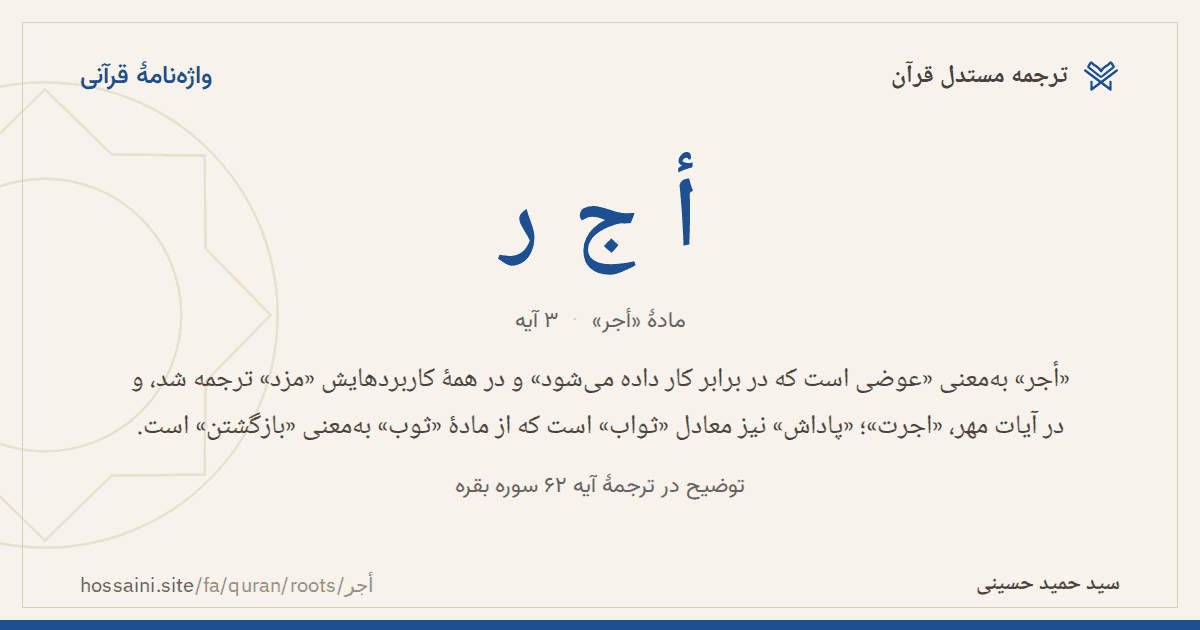 ترجمه مستدل قرآن
واژه‌نامهٔ قرآنی
أ ج ر
مادهٔ «أجر» · ۳ آیه
«أجر» به‌معنی «عوضی است که در برابر کار داده می‌شود» و در همهٔ کاربردهایش «مزد» ترجمه شد، و
در آیات مهر، «اجرت»؛ «پاداش» نیز معادل «ثواب» است که از مادهٔ «ثوب» به‌معنی «بازگشتن» است.
توضیح در ترجمهٔ آیه ۶۲ سوره بقره
سید حمید حسینی
hossaini.site/fa/quran/roots/أجر